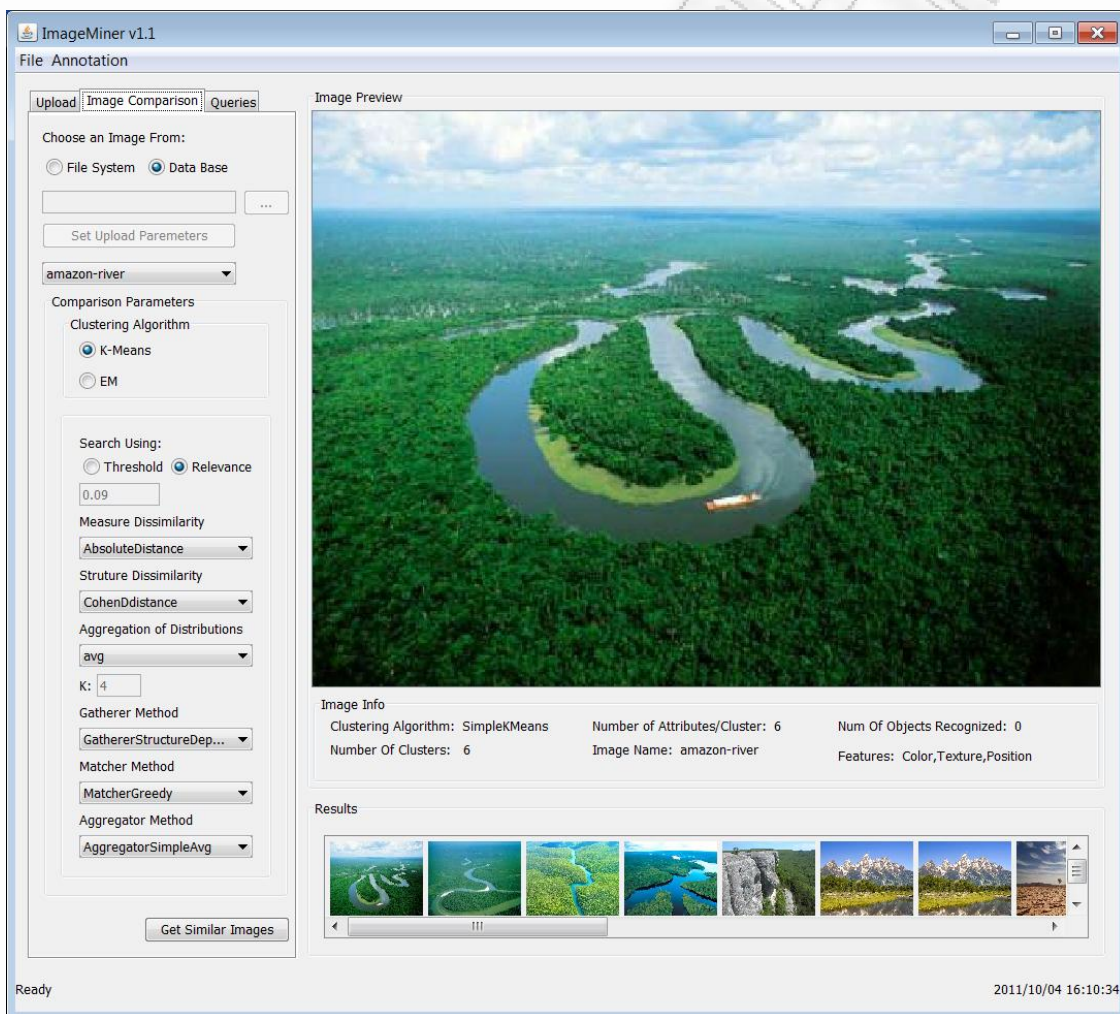 ImageMiner v1.1
File Annotation
Upload Image Comparison Queries
Choose an Image From:
File System Data Base
...
Set Upload Paremeters
amazon-river
Comparison Parameters
Clustering Algorithm
K-Means
EM
Search Using:
Threshold Relevance
0.09
Measure Dissimilarity
AbsoluteDistance
Struture Dissimilarity
CohenDdistance
Aggregation of Distributions
avg
K: 4
Gatherer Method
GathererStructureDep...
Matcher Method
MatcherGreedy
Aggregator Method
AggregatorSimpleAvg
Get Similar Images
Image Preview
Image Info
Clustering Algorithm: SimpleKMeans Number of Attributes/Cluster: 6 Num Of Objects Recognized: 0
Number Of Clusters: 6 Image Name: amazon-river Features: Color,Texture,Position
Results
Ready 2011/10/04 16:10:34